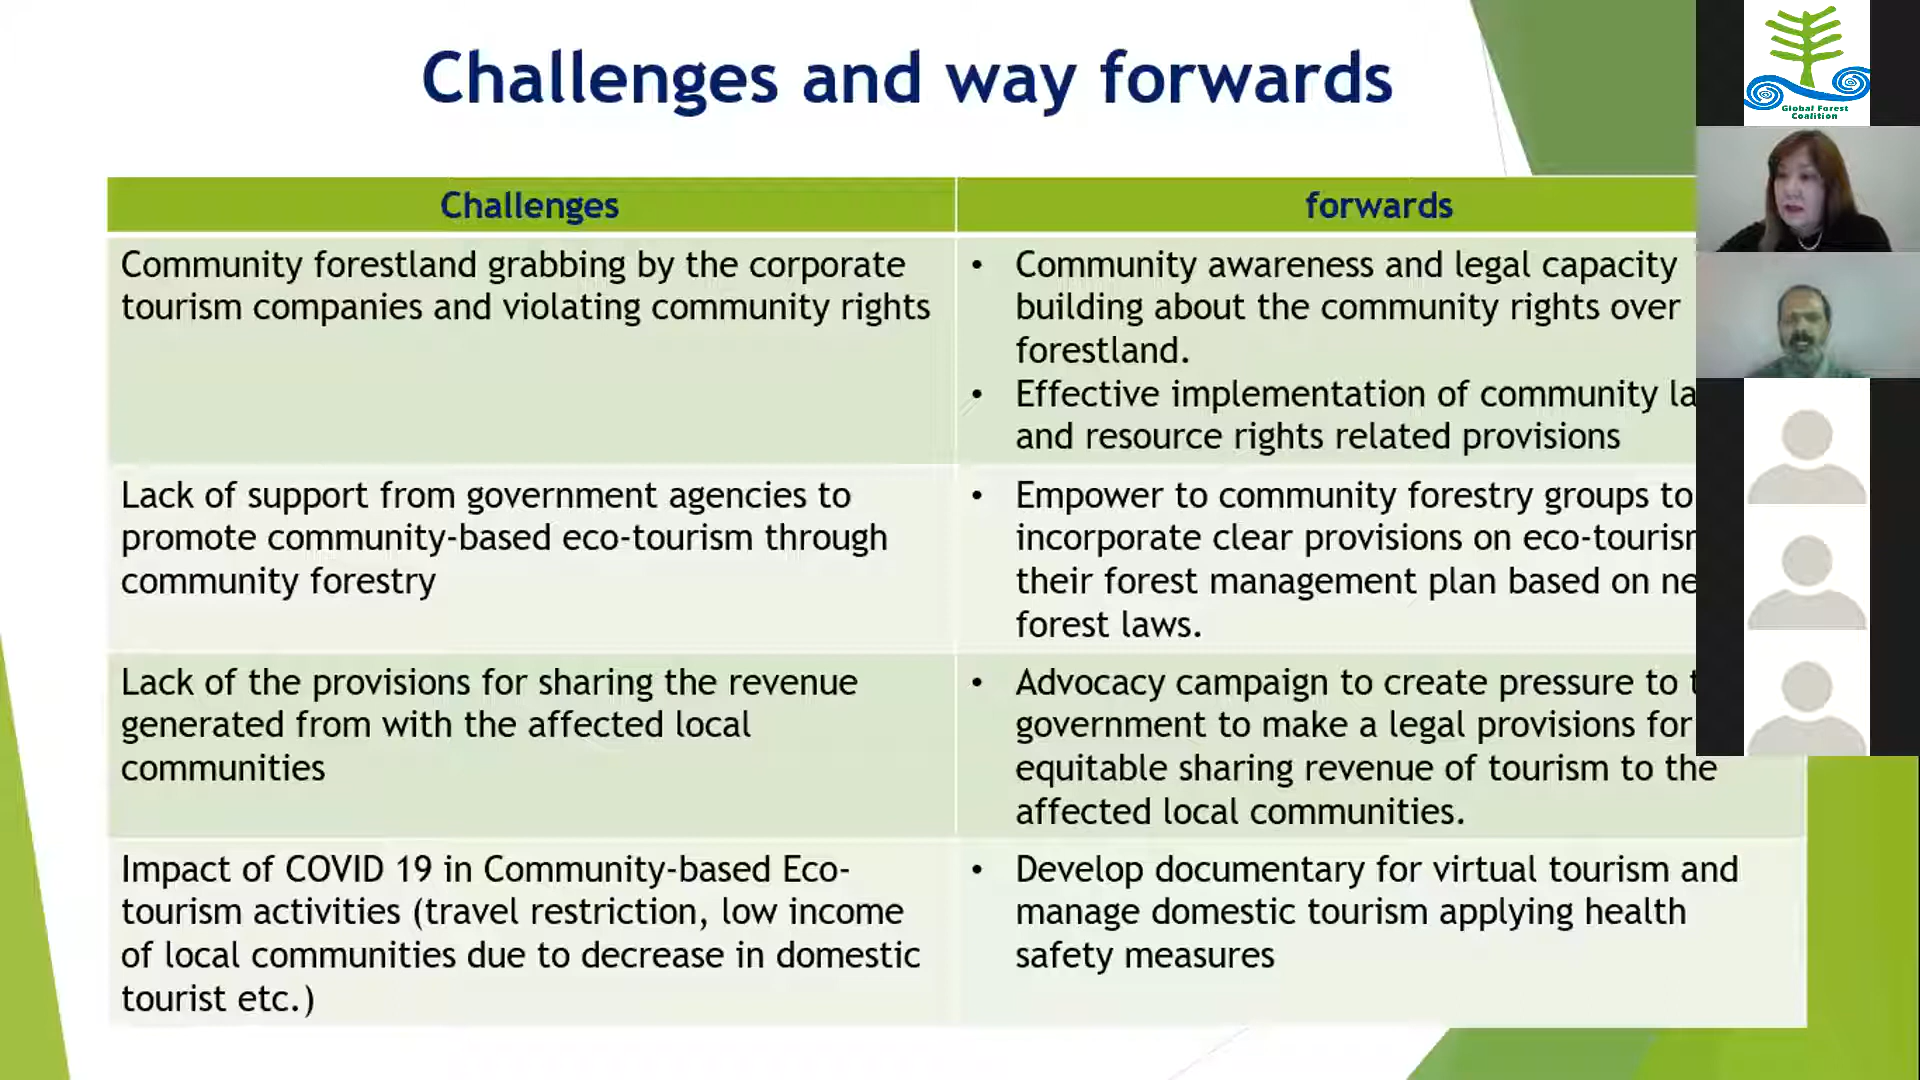 Challenges and way forwards
Global Forest
Coalition
Challenges
forwards
Community forestland grabbing by the corporate
tourism companies and violating community rights
• Community awareness and legal capacity
building about the community rights over
forestland.
• Effective implementation of community
and resource rights related provisions
Lack of support from government agencies to
promote community-based eco-tourism through
community forestry
• Empower to community forestry groups to
incorporate clear provisions on
their forest management plan based on
forest laws.
Lack of the provisions for sharing the revenue
generated from with the affected local
communities
• Advocacy campaign to create pressure to
government to make a legal provisions for
equitable sharing revenue of tourism to the
affected local communities.
Impact of COVID 19 in Community-based Eco-
tourism activities (travel restriction, low income
of local communities due to decrease in domestic
tourist etc.)
• Develop documentary for virtual tourism and
manage domestic tourism applying health
safety measures